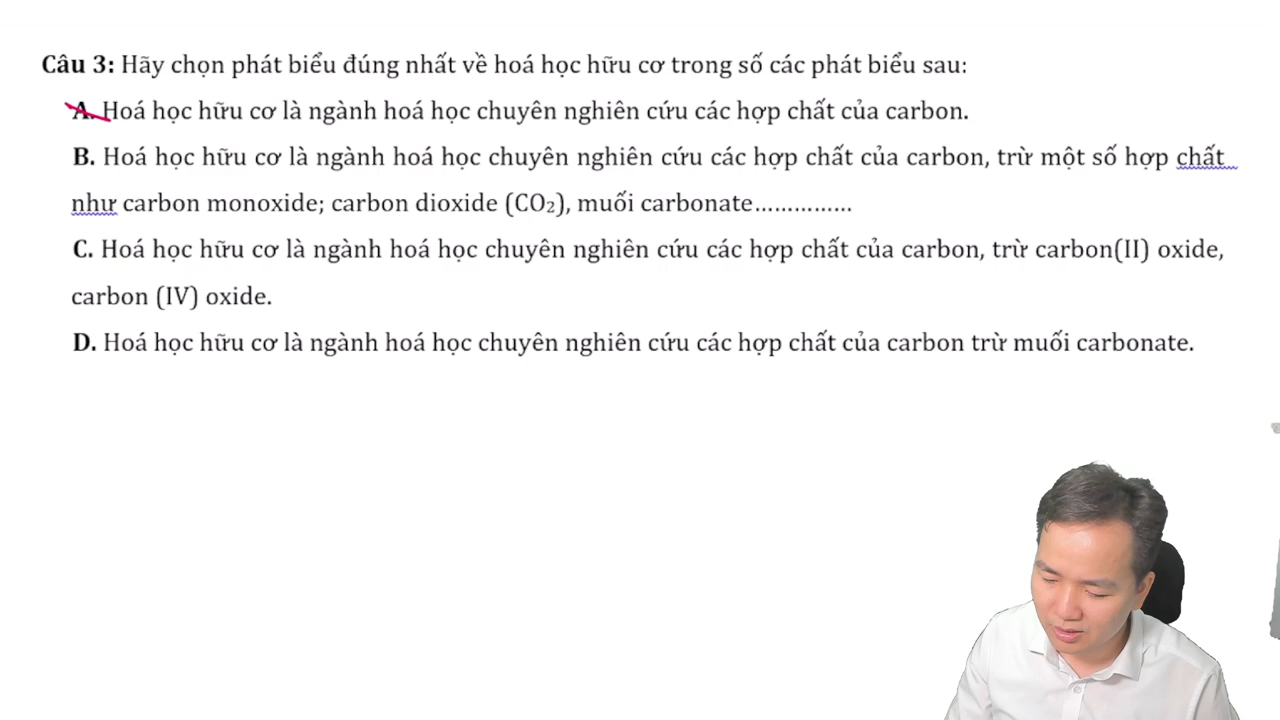 Câu 3: Hãy chọn phát biểu đúng nhất về hoá học hữu cơ trong số các phát biểu sau:
A. Hoá học hữu cơ là ngành hoá học chuyên nghiên cứu các hợp chất của carbon.
B. Hoá học hữu cơ là ngành hoá học chuyên nghiên cứu các hợp chất của carbon, trừ một số hợp chất
như carbon monoxide; carbon dioxide (CO₂), muối carbonate...............
C. Hoá học hữu cơ là ngành hoá học chuyên nghiên cứu các hợp chất của carbon, trừ carbon(II) oxide,
carbon (IV) oxide.
D. Hoá học hữu cơ là ngành hoá học chuyên nghiên cứu các hợp chất của carbon trừ muối carbonate.